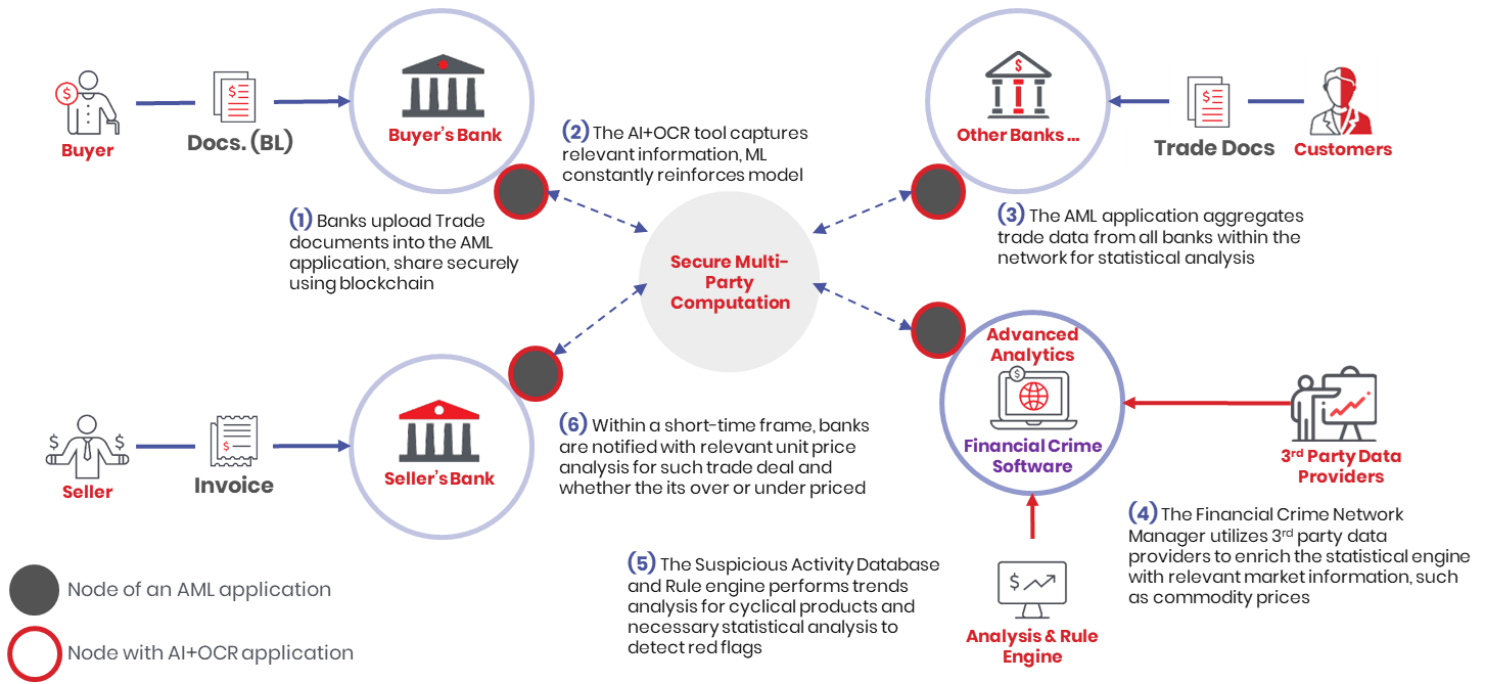 Buyer
Docs. (BL)
Buyer's Bank
(1) Banks upload Trade
documents into the AML
application, share securely
using blockchain
(2) The AI+OCR tool captures
relevant information, ML
constantly reinforces model
Other Banks ...
Trade Docs
Customers
(3) The AML application aggregates
trade data from all banks within the
network for statistical analysis
Secure Multi-
Party
Computation
Advanced
Analytics
$
Financial Crime
Software
3rd Party Data
Providers
(4) The Financial Crime Network
Manager utilizes 3rd party data
providers to enrich the statistical engine
with relevant market information, such
as commodity prices
Seller
Invoice
Seller's Bank
(6) Within a short-time frame, banks
are notified with relevant unit price
analysis for such trade deal and
whether the its over or under priced
(5) The Suspicious Activity Database
and Rule engine performs trends
analysis for cyclical products and
necessary statistical analysis to
detect red flags
$
Analysis & Rule
Engine
Node of an AML application
Node with AI+OCR application